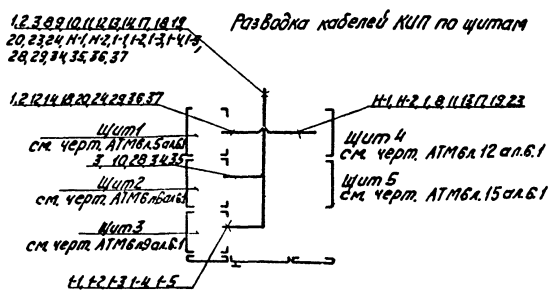 1,2,3,8,9,10,11,12,13,14,17,18,19
20,23,24, Н-1, Н-2, 1-1, 1-2, 1-3, 1-4, 1-5,
28,29,34,35,36,37
Разводка кабелей КИП по щитам
1,2,12,14,18,20,24,29,36,37
Н-1, Н-2, 1, 8, 11, 13, 17, 19, 23
Щит 1
см. черт. АТМ6л.5ал.6.1
3, 10,28,34,35
Щит 2
см. черт. АТМ6л.6ал.6.1
Щит 3
см. черт. АТМ6л.9ал.6.1
Щит 4
см. черт. АТМ6л.12 ал.6.1
Щит 5
см. черт. АТМ6л.15 ал.6.1
1-1, 1-2, 1-3, 1-4, 1-5